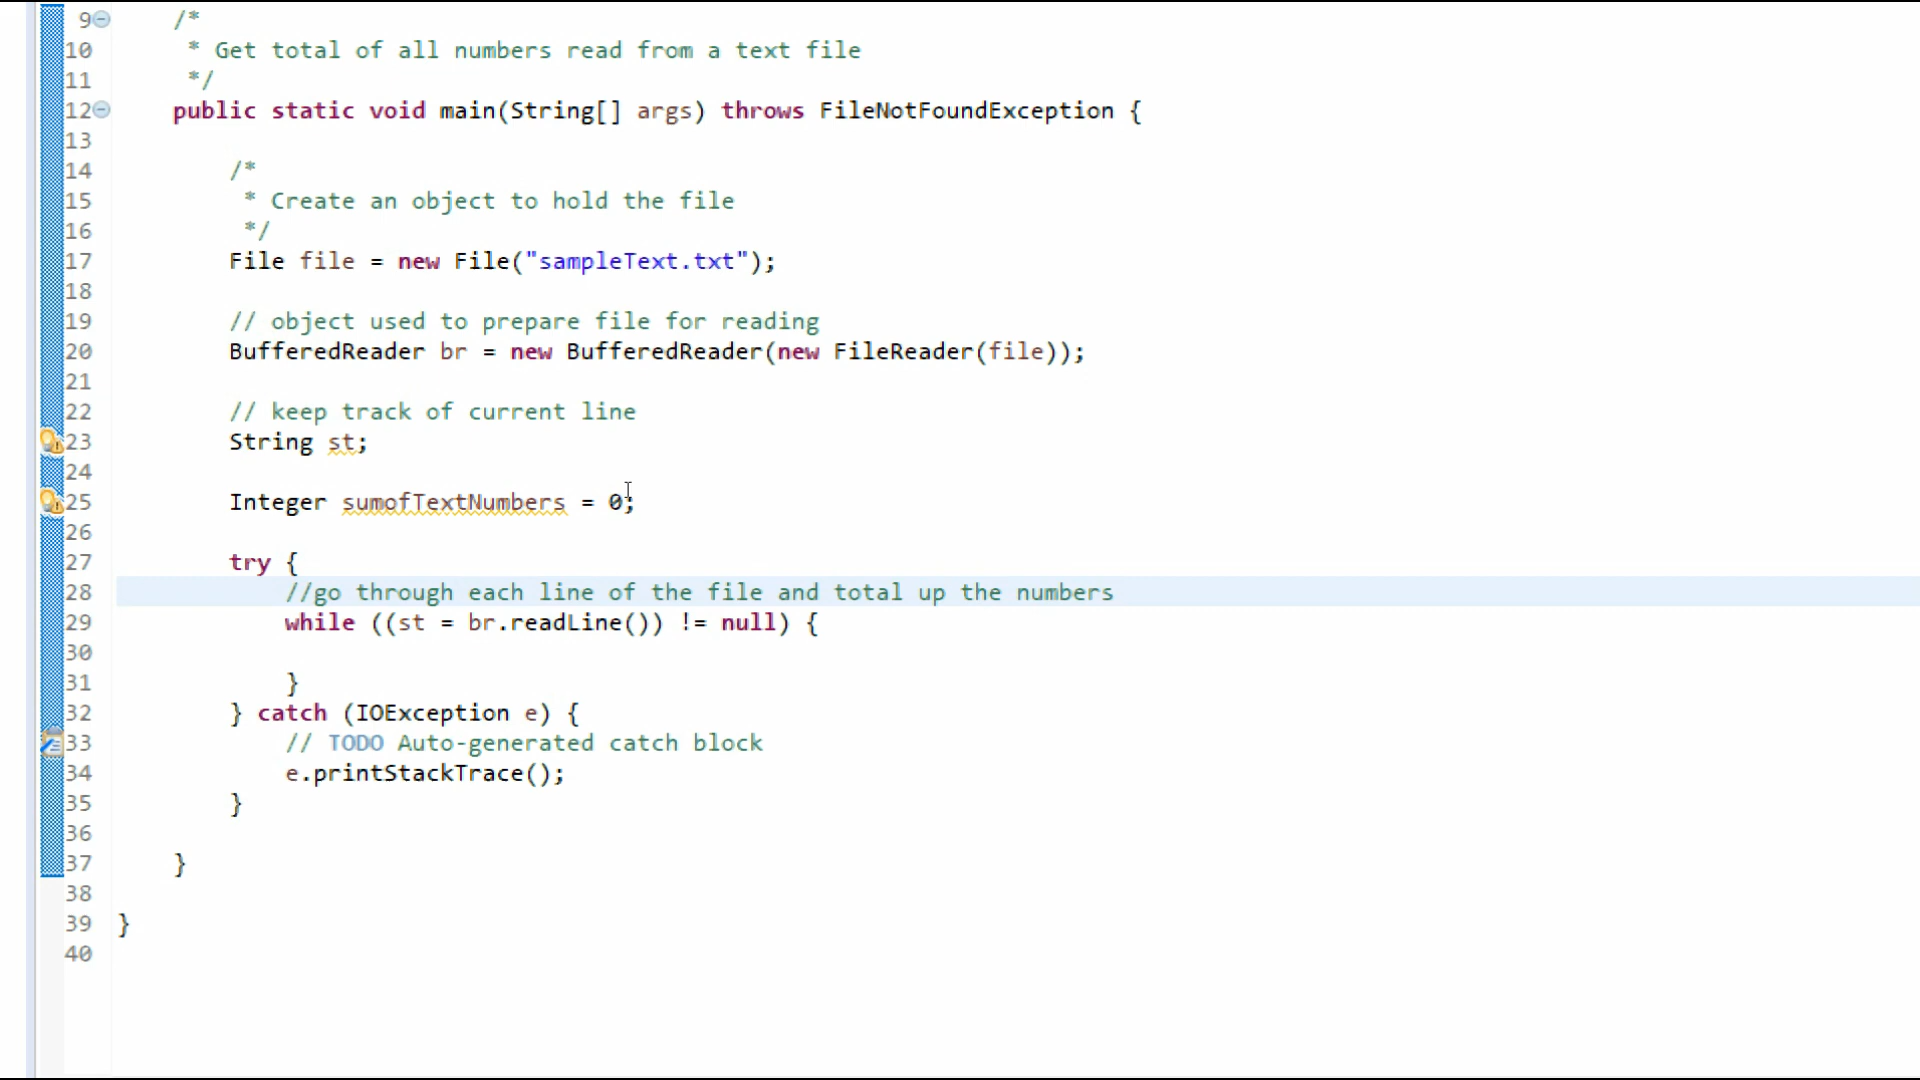 9 /*
10 * Get total of all numbers read from a text file
11 */
12 public static void main(String[] args) throws FileNotFoundException {
13
14 /*
15 * Create an object to hold the file
16 */
17 File file = new File("sampleText.txt");
18
19 // object used to prepare file for reading
20 BufferedReader br = new BufferedReader(new FileReader(file));
21
22 // keep track of current line
23 String st;
24
25 Integer sumofTextNumbers = 0;
26
27 try {
28 //go through each line of the file and total up the numbers
29 while ((st = br.readLine()) != null) {
30
31 }
32 } catch (IOException e) {
33 // TODO Auto-generated catch block
34 e.printStackTrace();
35 }
36
37 }
38
39 }
40